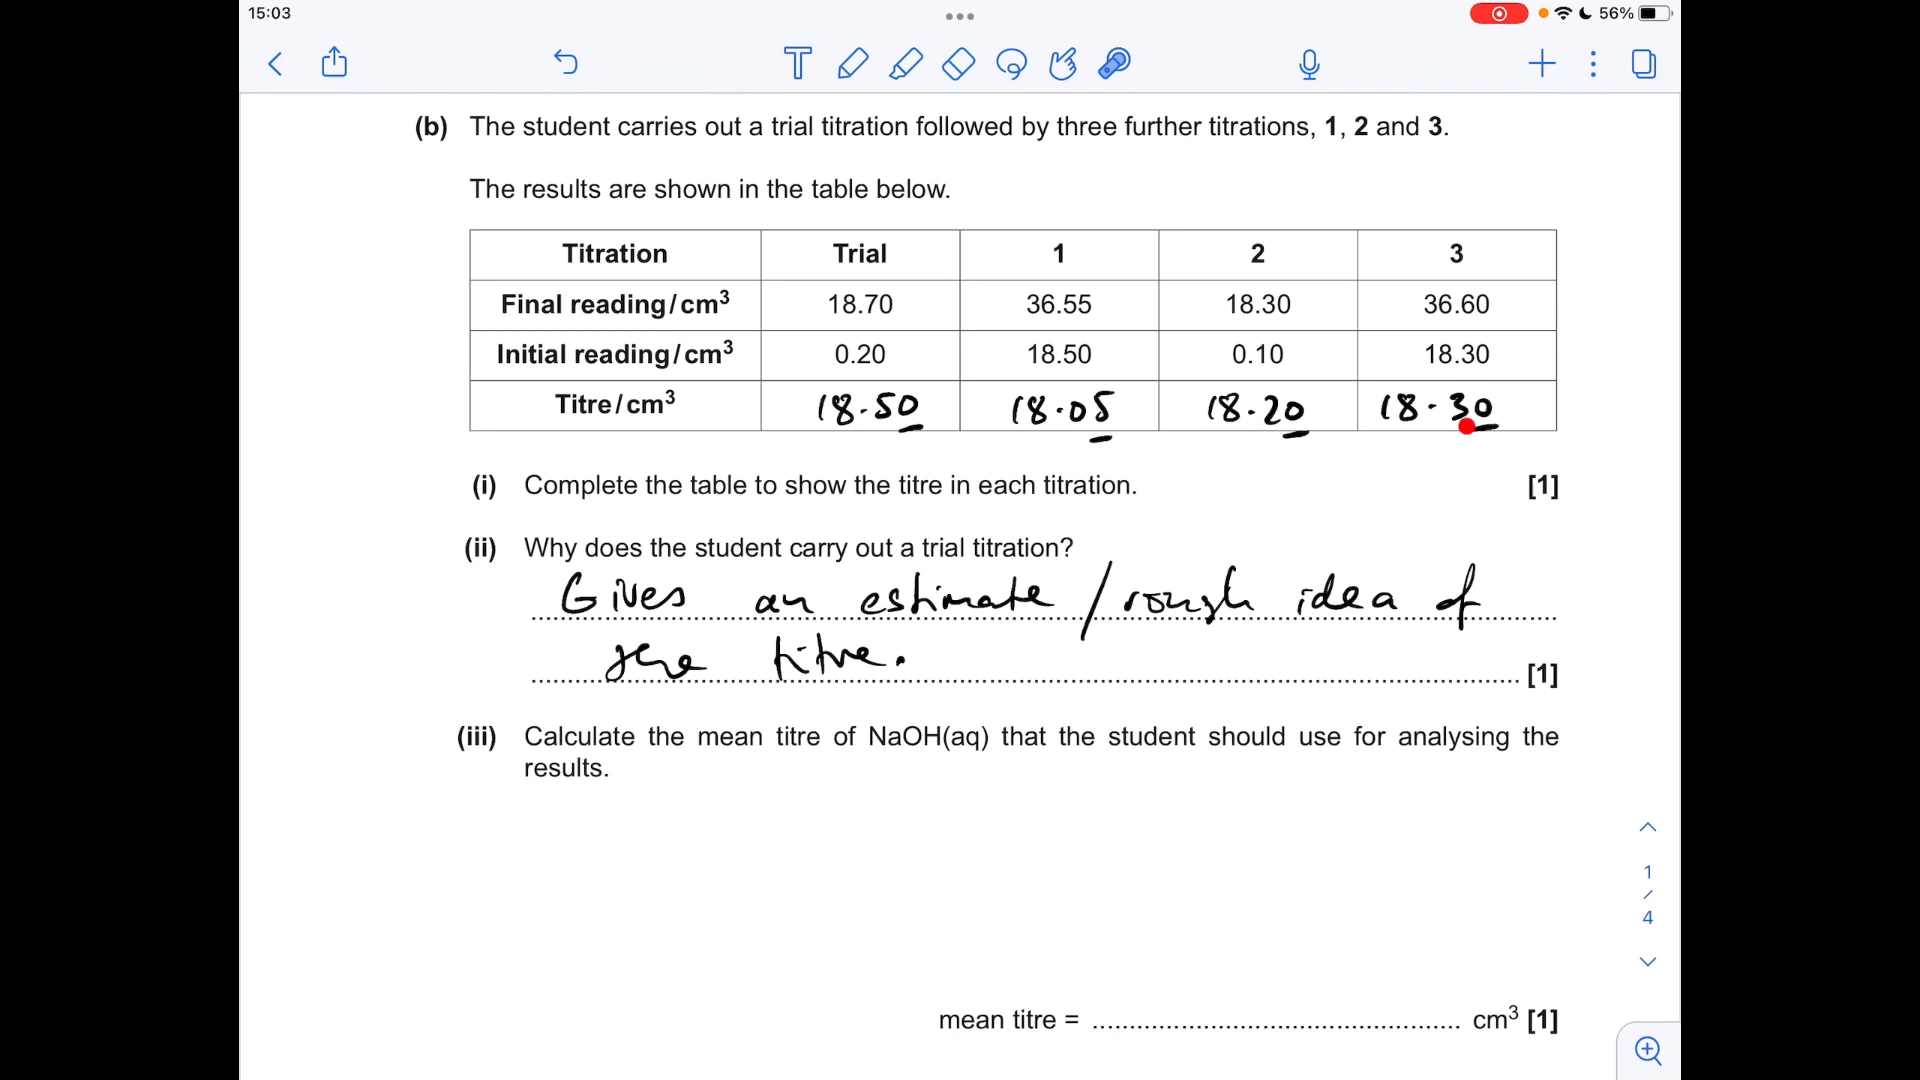 15:03
56%
(b) The student carries out a trial titration followed by three further titrations, 1, 2 and 3.
The results are shown in the table below.
Titration Trial 1 2 3
Final reading/cm³ 18.70 36.55 18.30 36.60
Initial reading/cm³ 0.20 18.50 0.10 18.30
Titre/cm³ 18.50 18.05 18.20 18.30
(i) Complete the table to show the titre in each titration. [1]
(ii) Why does the student carry out a trial titration?
Gives an estimate / rough idea of
the titre.
[1]
(iii) Calculate the mean titre of NaOH(aq) that the student should use for analysing the
results.
1
/
4
mean titre = .................................................. cm³ [1]